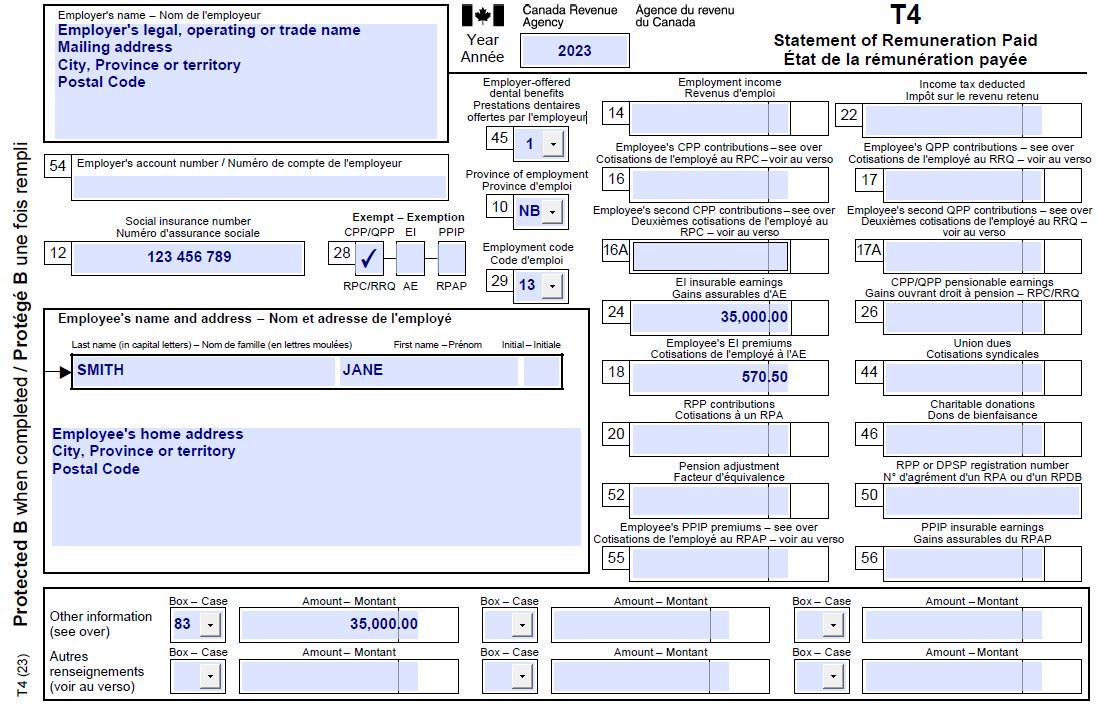 Employer's name – Nom de l'employeur
Employer's legal, operating or trade name
Mailing address
City, Province or territory
Postal Code
Canada Revenue
Agency
Agence du revenu
du Canada
Year
Année
2023
T4
Statement of Remuneration Paid
État de la rémunération payée
Employer-offered
dental benefits
Prestations dentaires
offertes par l'employeur
45 1
Employment income
Revenus d'emploi
14
Income tax deducted
Impôt sur le revenu retenu
22
54 Employer's account number / Numéro de compte de l'employeur
Province of employment
Province d'emploi
10 NB
Employee's CPP contributions – see over
Cotisations de l'employé au RPC – voir au verso
16
Employee's QPP contributions – see over
Cotisations de l'employé au RRQ – voir au verso
17
Social insurance number
Numéro d'assurance sociale
12 123 456 789
Exempt – Exemption
CPP/QPP EI PPIP
28 ✓
RPC/RRQ AE RPAP
Employment code
Code d'emploi
29 13
Employee's second CPP contributions – see over
Deuxièmes cotisations de l'employé au
RPC – voir au verso
16A
Employee's second QPP contributions – see over
Deuxièmes cotisations de l'employé au RRQ –
voir au verso
17A
EI insurable earnings
Gains assurables d'AE
24 35,000.00
CPP/QPP pensionable earnings
Gains ouvrant droit à pension – RPC/RRQ
26
Employee's name and address – Nom et adresse de l'employé
Last name (in capital letters) – Nom de famille (en lettres moulées) First name – Prénom Initial – Initiale
SMITH JANE
Employee's home address
City, Province or territory
Postal Code
Employee's EI premiums
Cotisations de l'employé à l'AE
18 570.50
Union dues
Cotisations syndicales
44
RPP contributions
Cotisations à un RPA
20
Charitable donations
Dons de bienfaisance
46
Pension adjustment
Facteur d'équivalence
52
RPP or DPSP registration number
N° d'agrément d'un RPA ou d'un RPDB
50
Employee's PPIP premiums – see over
Cotisations de l'employé au RPAP – voir au verso
55
PPIP insurable earnings
Gains assurables du RPAP
56
Other information
(see over)
Box – Case Amount – Montant Box – Case Amount – Montant Box – Case Amount – Montant
83 35,000.00
Autres
renseignements
(voir au verso)
Box – Case Amount – Montant Box – Case Amount – Montant Box – Case Amount – Montant
Protected B when completed / Protégé B une fois rempli
T4 (23)